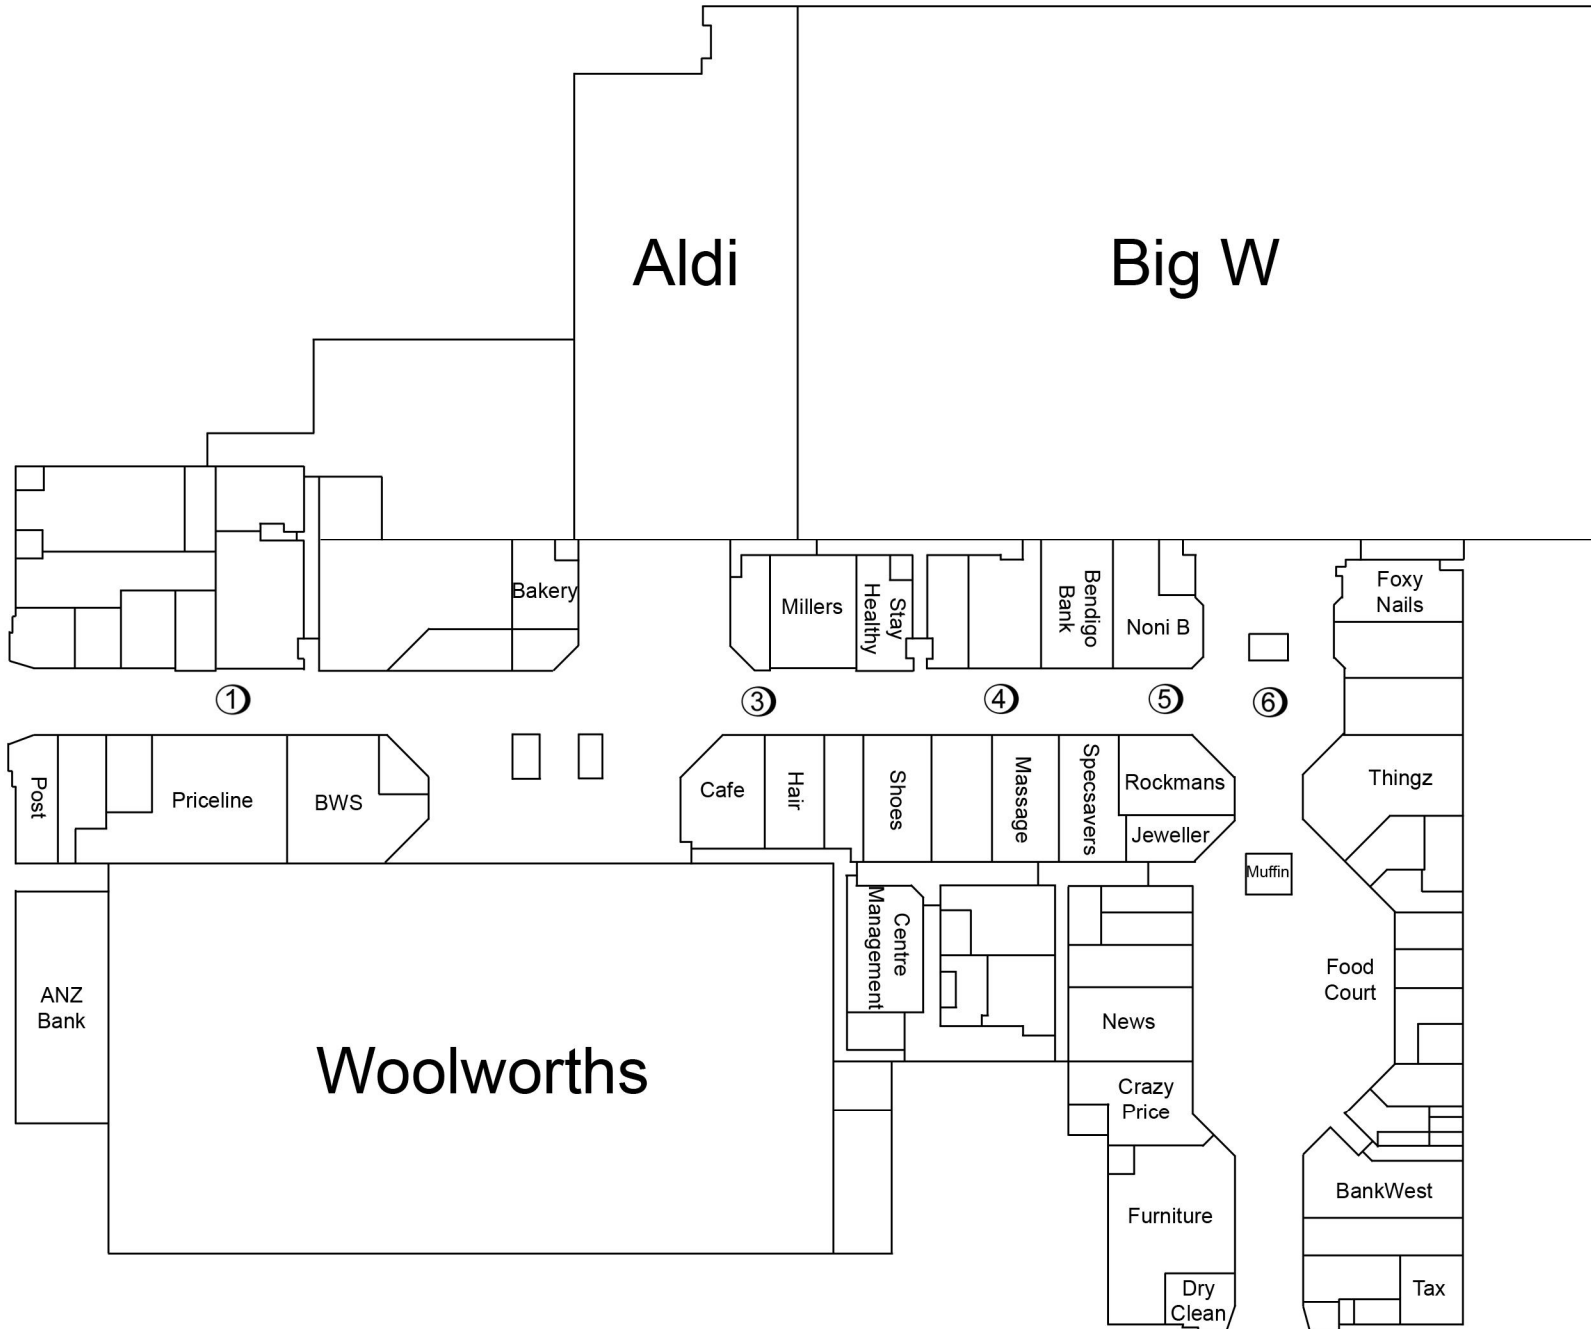 Aldi
Big W
Bakery
Millers
Stay
Healthy
Bendigo
Bank
Noni B
Foxy
Nails
1
3
4
5
6
Post
Priceline
BWS
Cafe
Hair
Shoes
Massage
Specsavers
Rockmans
Jeweller
Thingz
Muffin
ANZ
Bank
Woolworths
Centre
Management
News
Food
Court
Crazy
Price
Furniture
BankWest
Dry
Clean
Tax